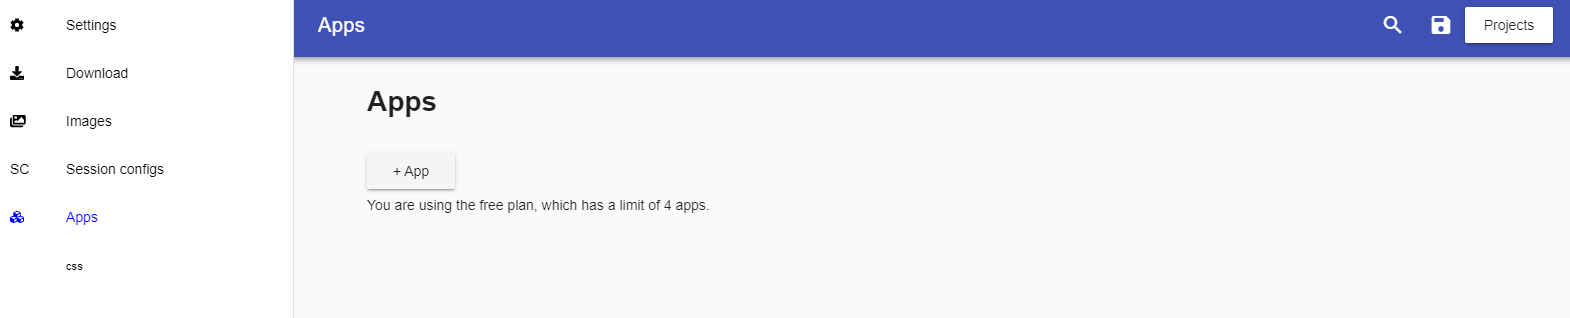 Settings
Download
Images
SC Session configs
Apps
css
Apps
Projects
Apps
+ App
You are using the free plan, which has a limit of 4 apps.